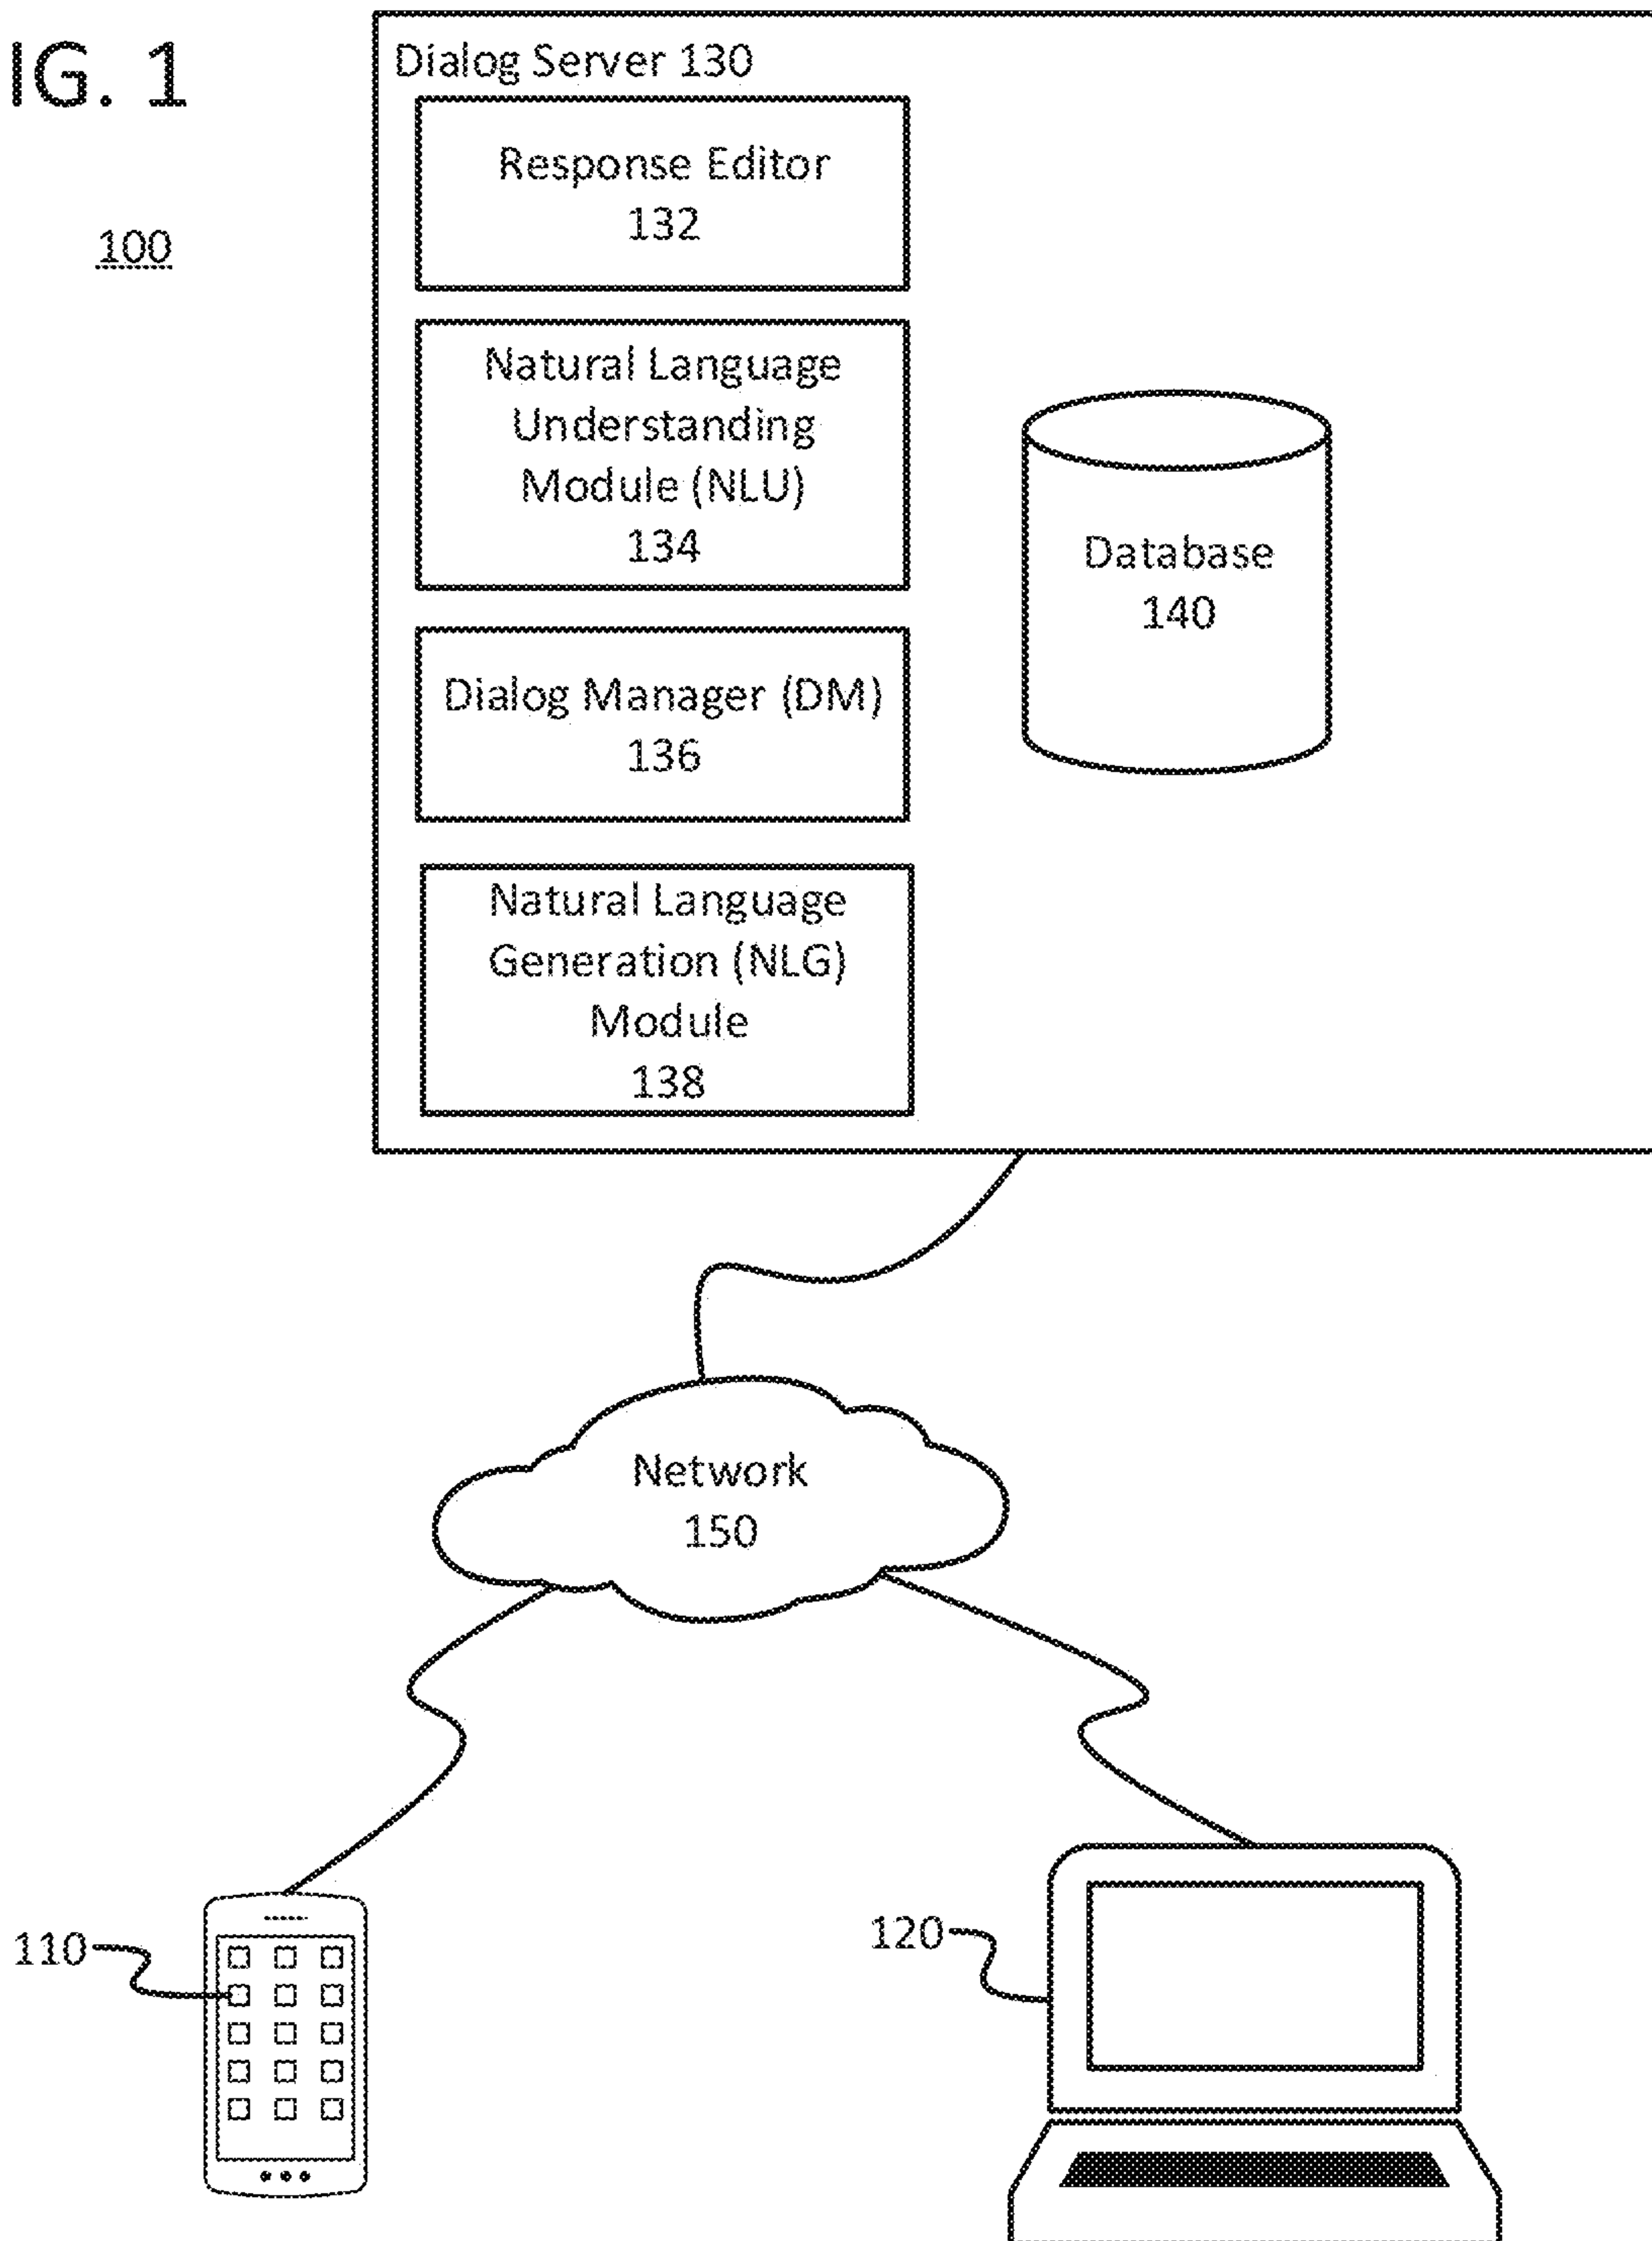 IG. 1
100
Dialog Server 130
Response Editor
132
Natural Language
Understanding
Module (NLU)
134
Dialog Manager (DM)
136
Natural Language
Generation (NLG)
Module
138
Database
140
Network
150
110
120